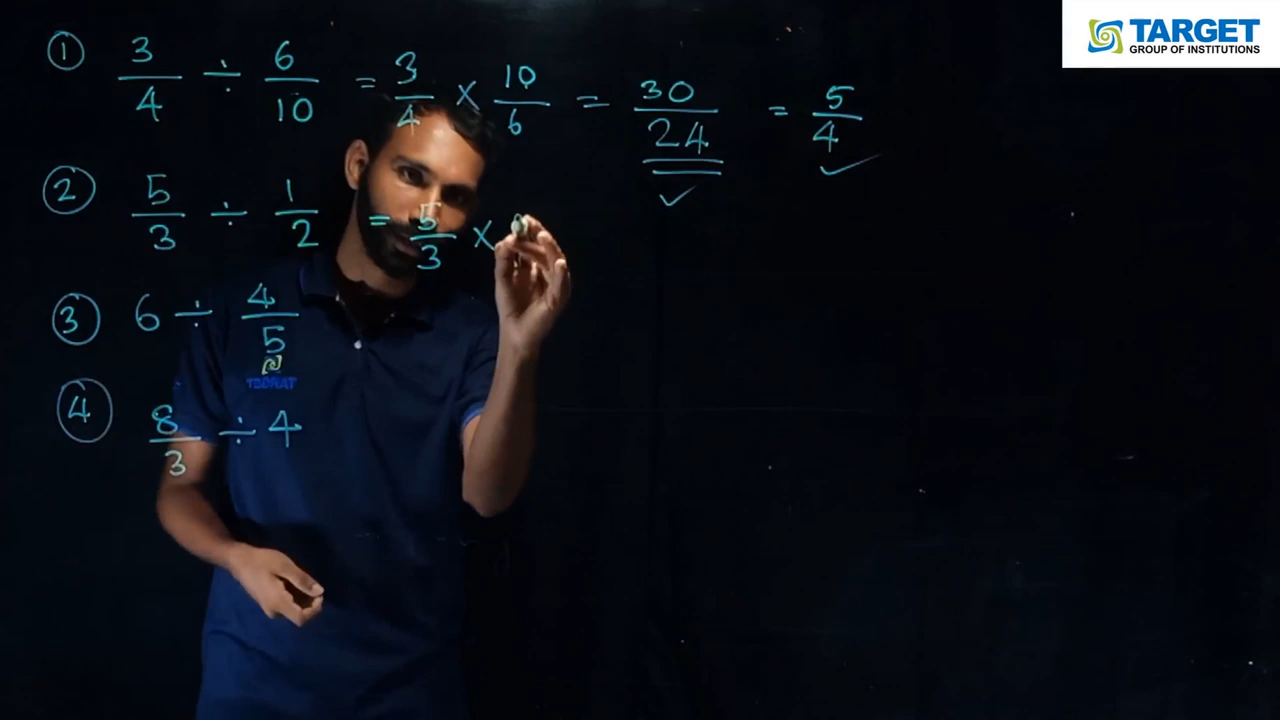 TARGET
GROUP OF INSTITUTIONS
① 3/4 ÷ 6/10 = 3/4 × 10/6 = 30/24 = 5/4
② 5/3 ÷ 1/2 = 5/3 ×
③ 6 ÷ 4/5
④ 8/3 ÷ 4